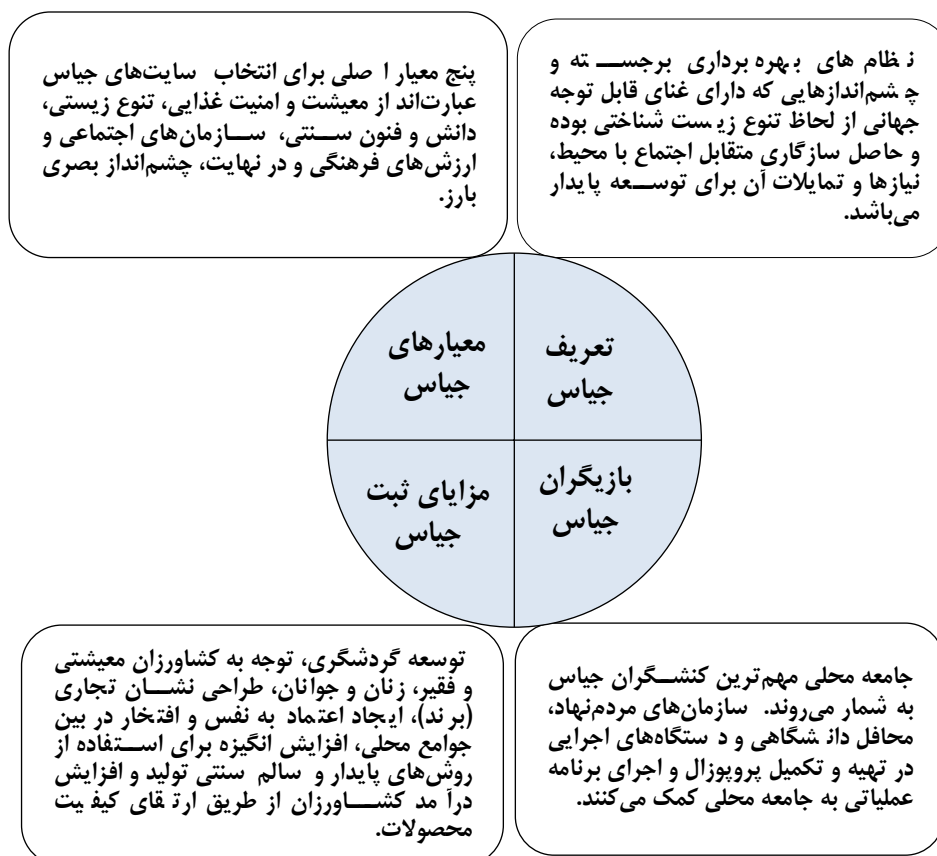 نظام های بهره برداری برجسته و
چشم‌اندازهایی که دارای غنای قابل توجه
جهانی از لحاظ تنوع زیست شناختی بوده
و حاصل سازگاری متقابل اجتماع با محیط،
نیازها و تمایلات آن برای توسعه پایدار
می‌باشد.
پنج معیار اصلی برای انتخاب سایت‌های جیاس
عبارت‌اند از معیشت و امنیت غذایی، تنوع زیستی،
دانش و فنون سنتی، سازمان‌های اجتماعی و
ارزش‌های فرهنگی و در نهایت، چشم‌انداز بصری
بارز.
تعریف
جیاس
معیارهای
جیاس
بازیگران
جیاس
مزایای ثبت
جیاس
جامعه محلی مهم‌ترین کنشگران جیاس
به شمار می‌روند. سازمان‌های مردم‌نهاد،
محافل دانشگاهی و دستگاه‌های اجرایی
در تهیه و تکمیل پروپوزال و اجرای برنامه
عملیاتی به جامعه محلی کمک می‌کنند.
توسعه گردشگری، توجه به کشاورزان معیشتی
و فقیر، زنان و جوانان، طراحی نشان تجاری
(برند)، ایجاد اعتماد به نفس و افتخار در بین
جوامع محلی، افزایش انگیزه برای استفاده از
روش‌های پایدار و سالم سنتی تولید و افزایش
درآمد کشاورزان از طریق ارتقای کیفیت
محصولات.